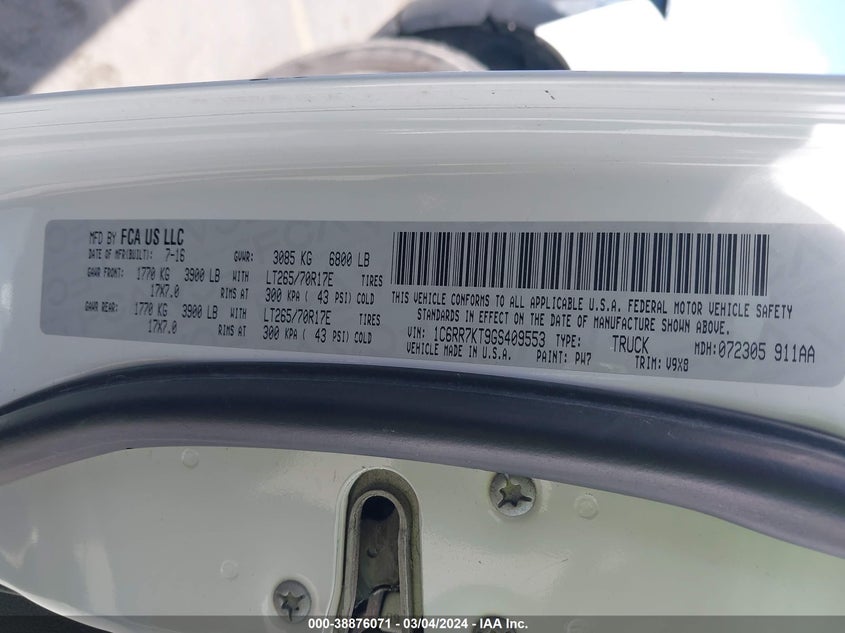 MFD BY FCA US LLC
DATE OF MFR(BUILT): 7-16 GVWR: 3085 KG 6800 LB
GAWR FRONT: 1770 KG 3900 LB WITH LT265/70R17E TIRES
17X7.0 RIMS AT 300 KPA ( 43 PSI) COLD
GAWR REAR: 1770 KG 3900 LB WITH LT265/70R17E TIRES
17X7.0 RIMS AT 300 KPA ( 43 PSI) COLD
THIS VEHICLE CONFORMS TO ALL APPLICABLE U.S.A. FEDERAL MOTOR VEHICLE SAFETY
STANDARDS IN EFFECT ON THE DATE OF MANUFACTURE SHOWN ABOVE.
VIN: 1C6RR7KT9GS409553 TYPE: TRUCK MDH: 072305 911AA
VEHICLE MADE IN U.S.A. PAINT: PW7 TRIM: V9X8
000-38876071 - 03/04/2024 - IAA Inc.